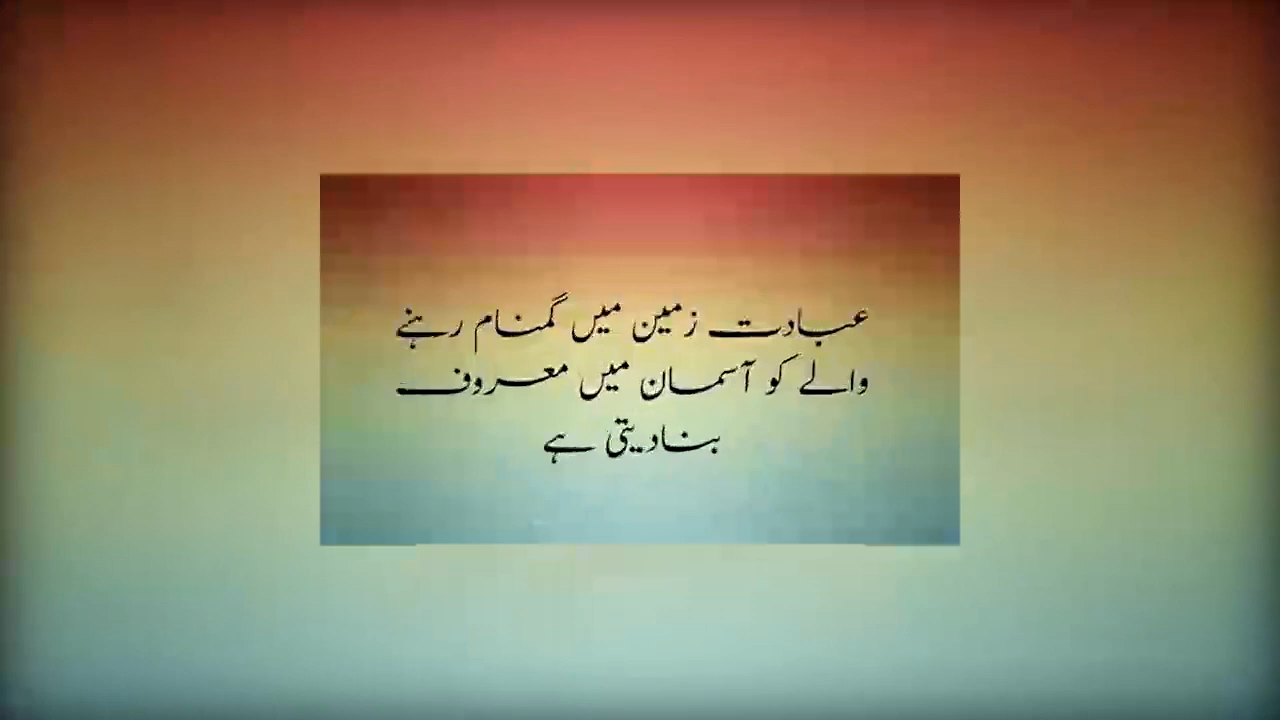 عبادت زمین میں گمنام رہنے
والے کو آسمان میں معروف
بنادیتی ہے